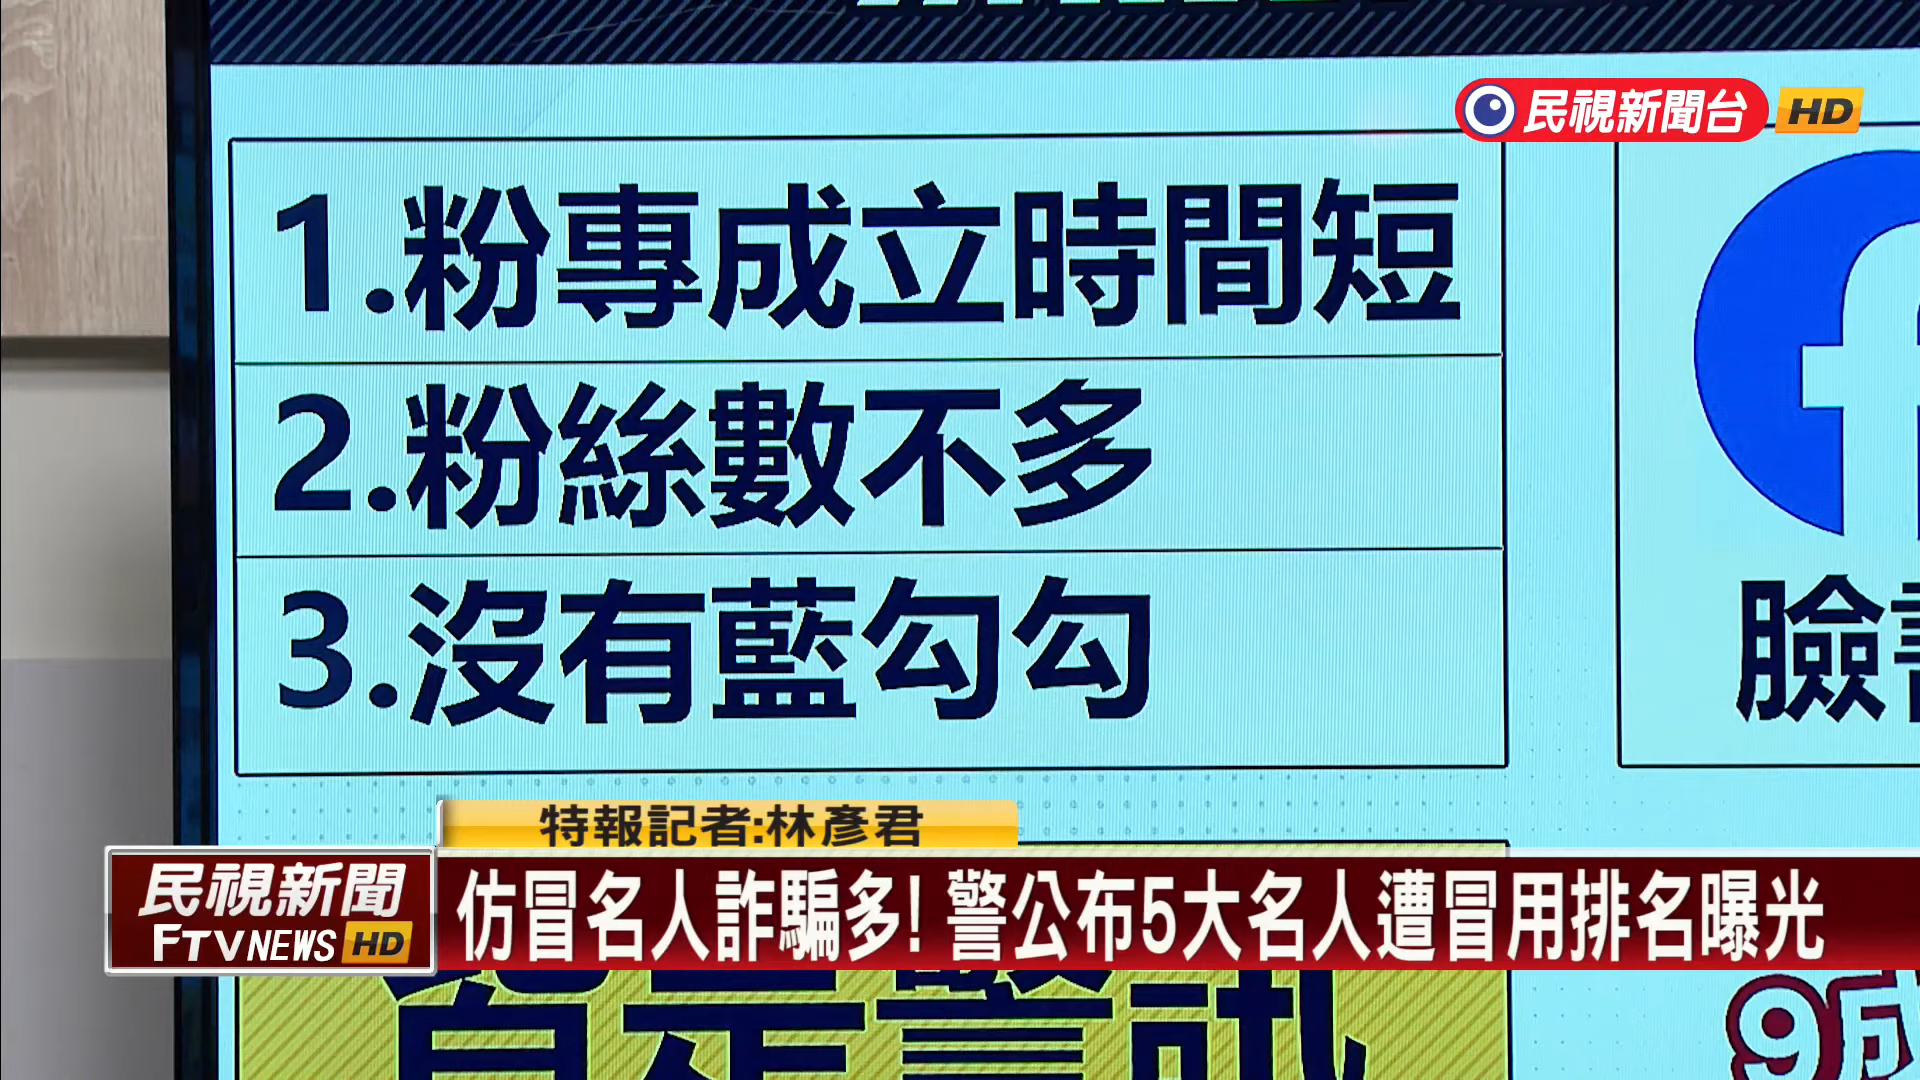 民視新聞台 HD
1.粉專成立時間短
2.粉絲數不多
3.沒有藍勾勾
特報記者:林彥君
民視新聞
FTVNEWS HD
仿冒名人詐騙多! 警公布5大名人遭冒用排名曝光
9成